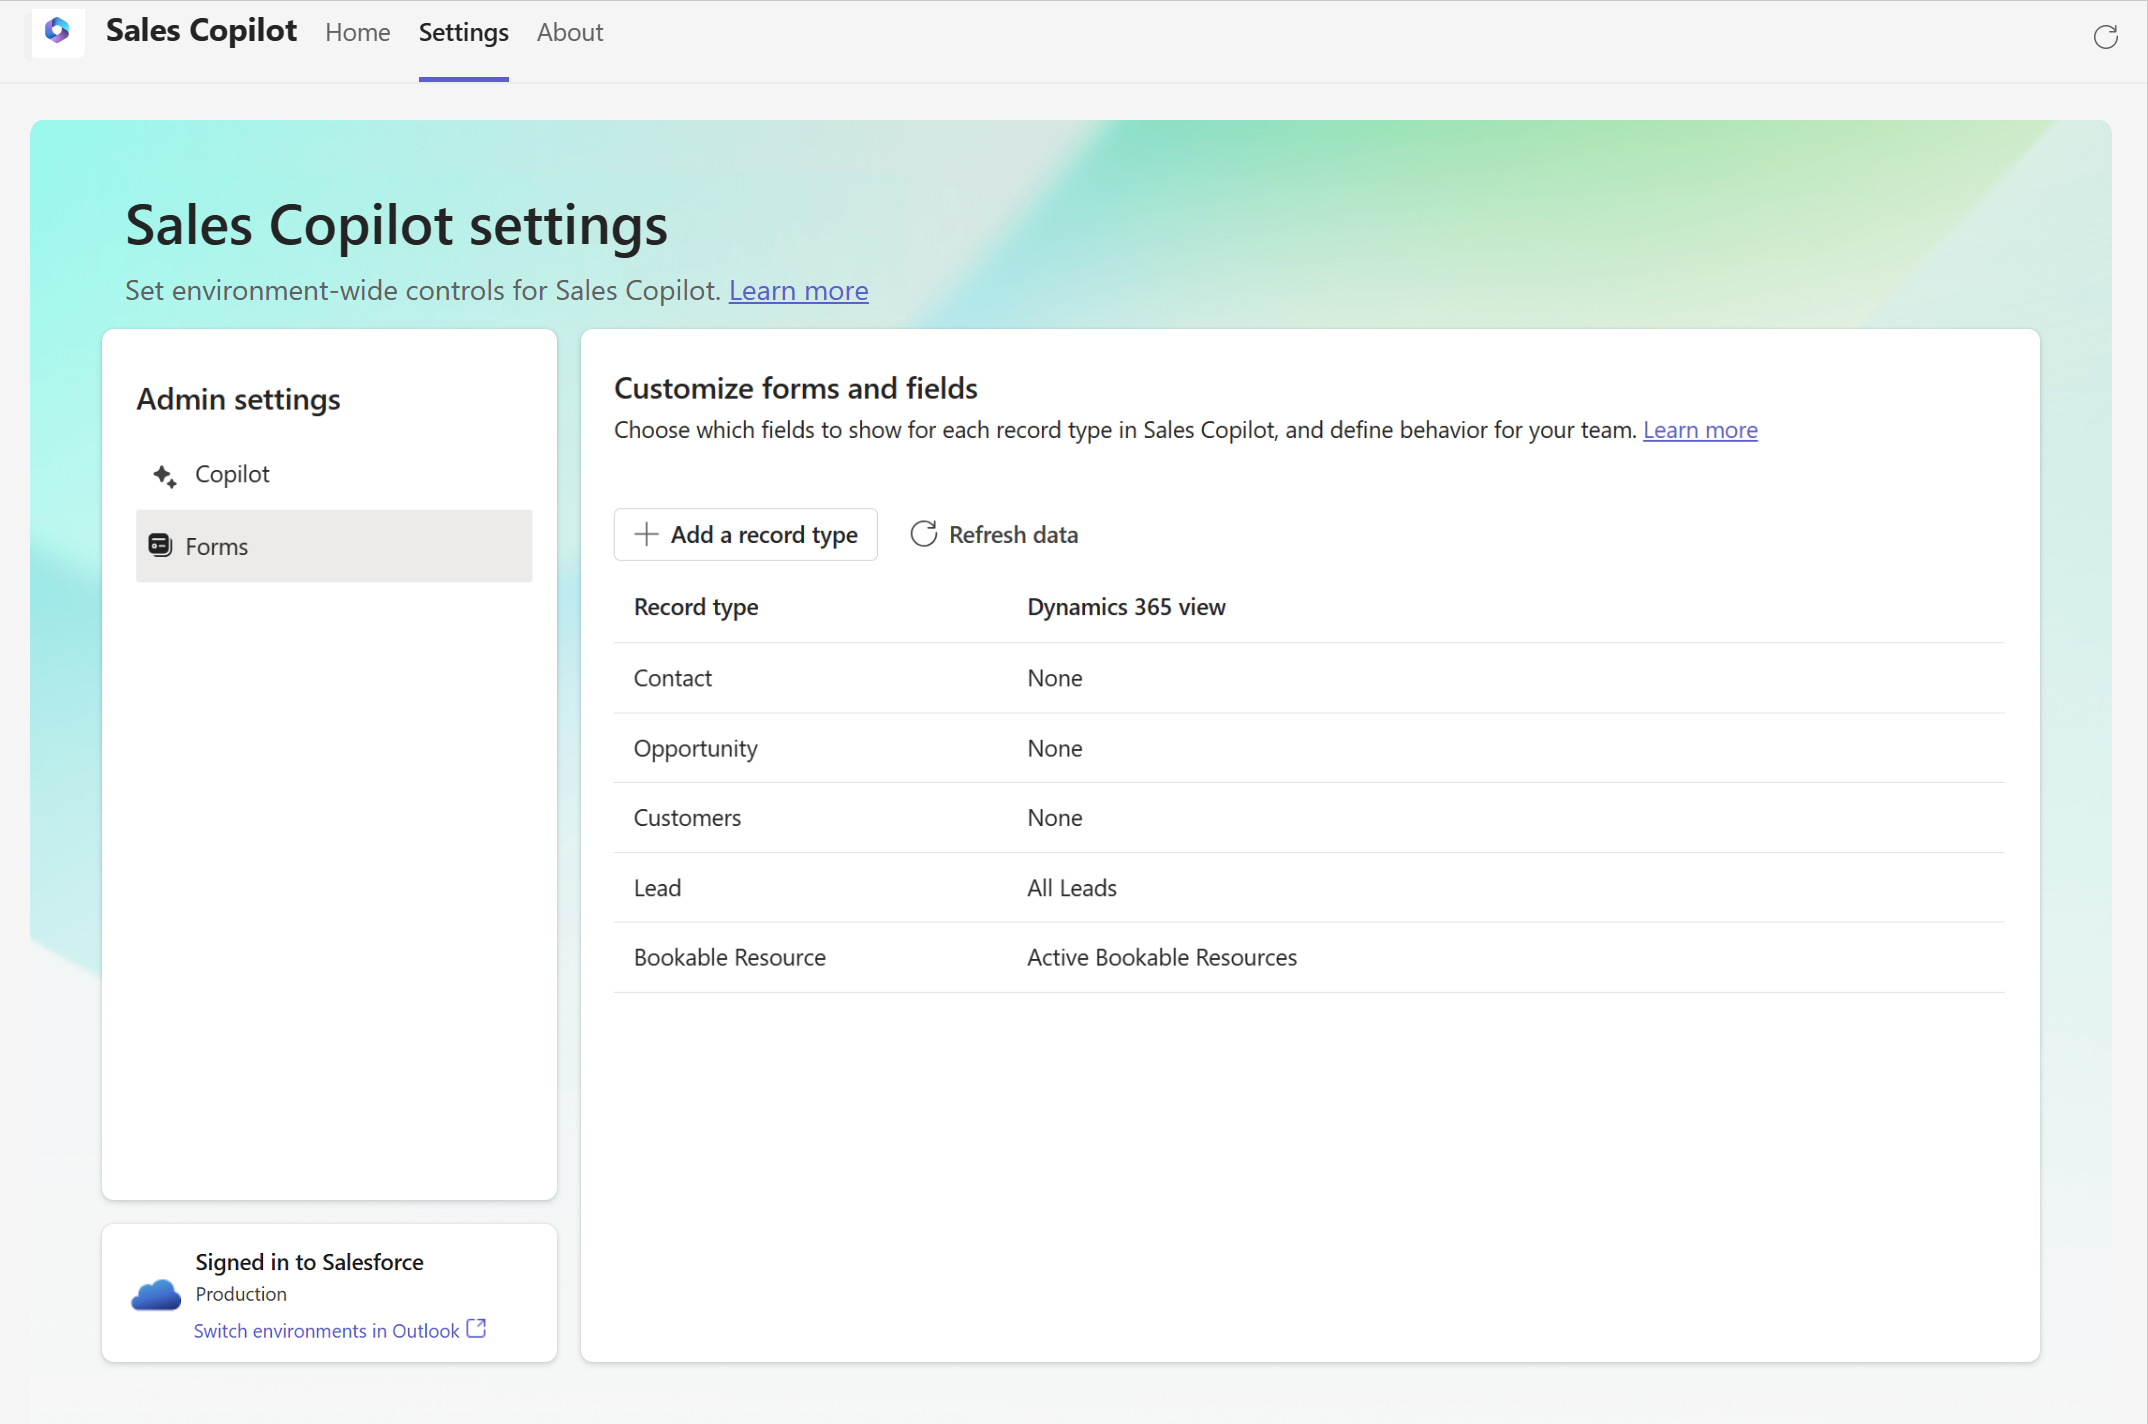 Sales Copilot Home Settings About
Sales Copilot settings
Set environment-wide controls for Sales Copilot. Learn more
Admin settings
Copilot
Forms
Customize forms and fields
Choose which fields to show for each record type in Sales Copilot, and define behavior for your team. Learn more
Add a record type Refresh data
Record type Dynamics 365 view
Contact None
Opportunity None
Customers None
Lead All Leads
Bookable Resource Active Bookable Resources
Signed in to Salesforce
Production
Switch environments in Outlook